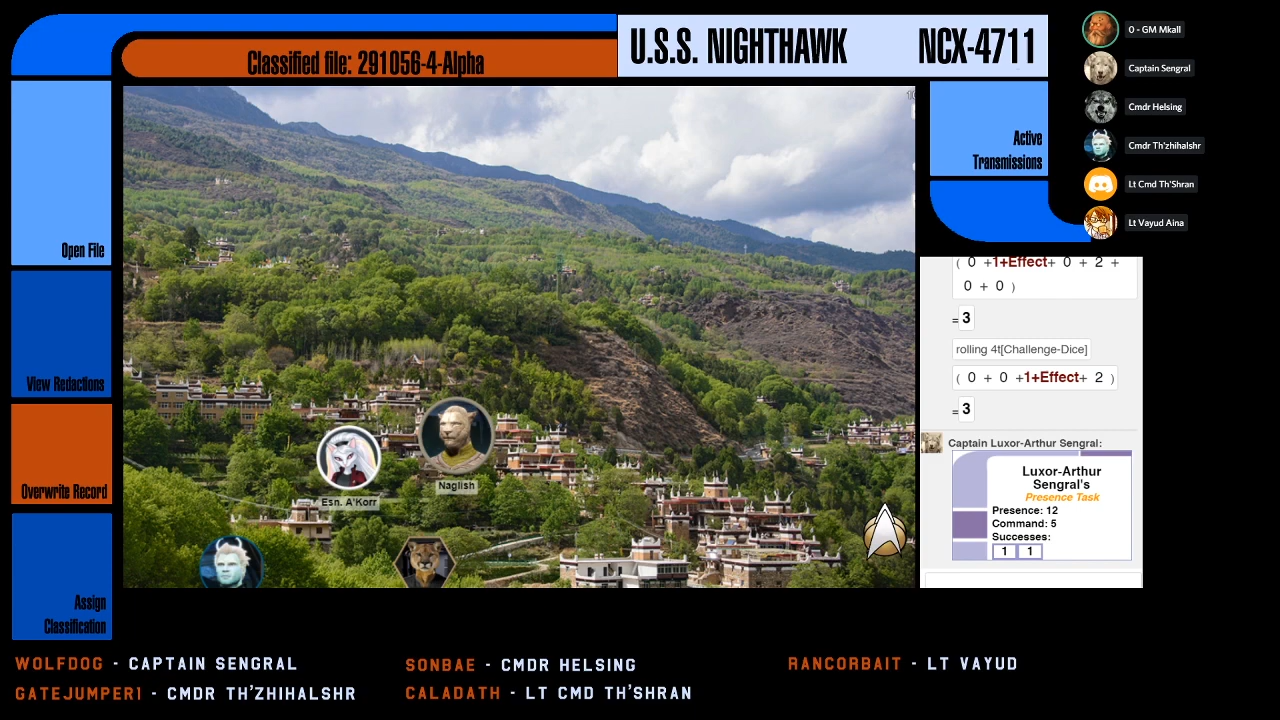 Classified file: 291056-4-Alpha
U.S.S. NIGHTHAWK NCX-4711
Open File
View Redactions
Overwrite Record
Assign
Classification
Active
Transmissions
0 - GM Mkall
Captain Sengral
Cmdr Helsing
Cmdr Th'zhihalshr
Lt Cmd Th'Shran
Lt Vayud Aina
Esn. A'Korr
Naglish
( 0 +1+Effect+ 0 + 2 +
0 + 0 )
=3
rolling 4t[Challenge-Dice]
( 0 + 0 +1+Effect+ 2 )
=3
Captain Luxor-Arthur Sengral:
Luxor-Arthur
Sengral's
Presence Task
Presence: 12
Command: 5
Successes:
1 1
WOLFDOG - CAPTAIN SENGRAL
SONBAE - CMDR HELSING
RANCORBAIT - LT VAYUD
GATEJUMPER1 - CMDR TH'ZHIHALSHR
CALADATH - LT CMD TH'SHRAN